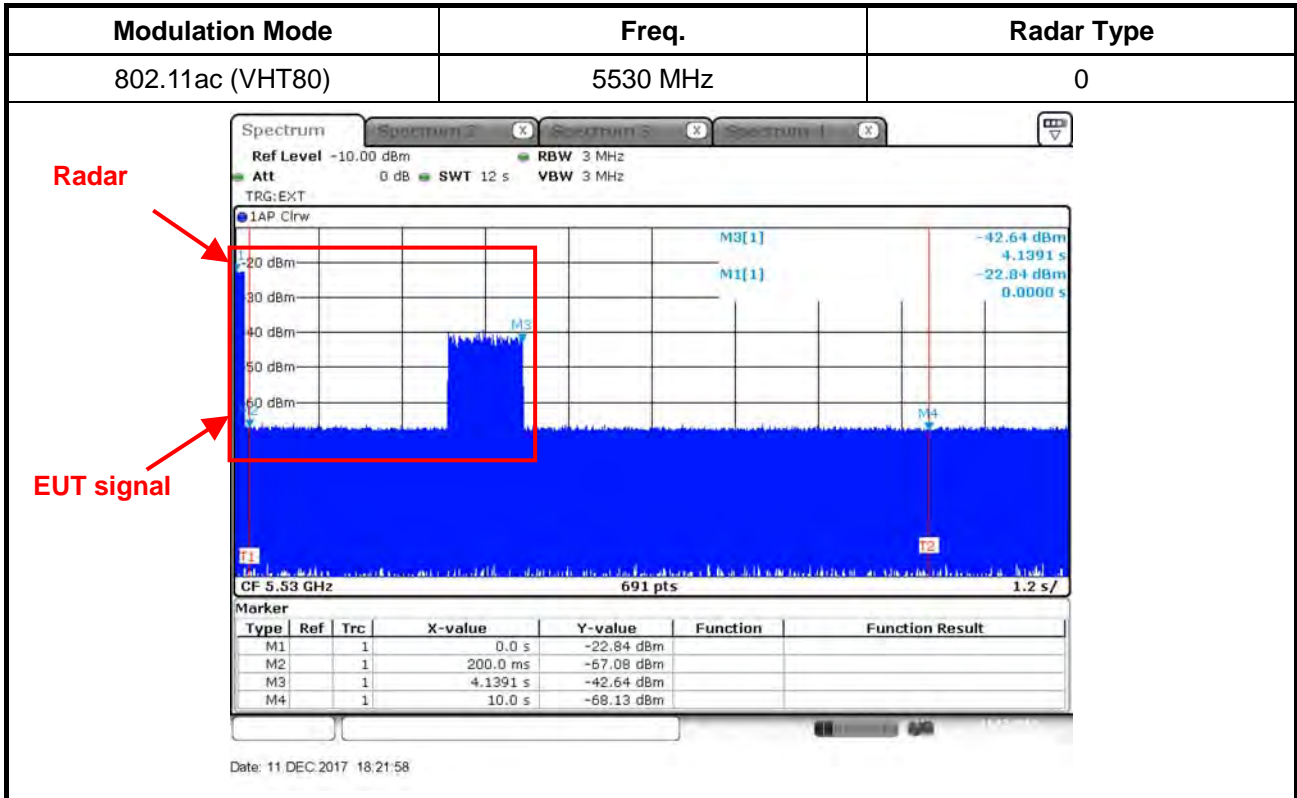 Modulation Mode Freq. Radar Type
802.11ac (VHT80) 5530 MHz 0
Spectrum Spectrum 2 X Spectrum 3 X X
Ref Level -10.00 dBm RBW 3 MHz
Radar
Att 0 dB SWT 12 s VBW 3 MHz
TRG:EXT
1AP Clrw
M3[1] -42.64 dBm
4.1391 s
M1[1] -22.84 dBm
0.0000 s
-20 dBm
-30 dBm
M3
40 dBm
50 dBm
60 dBm
M4
EUT signal
T1 T2
CF 5.53 GHz 691 pts 1.2 s/
Marker
Type Ref Trc X-value Y-value Function Function Result
M1 1 0.0 s -22.84 dBm
M2 1 200.0 ms -67.08 dBm
M3 1 4.1391 s -42.64 dBm
M4 1 10.0 s -68.13 dBm
Date: 11.DEC.2017 18:21:58